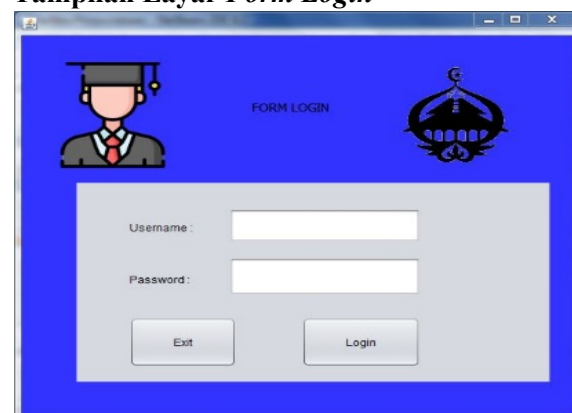 Tampilan Layar Form Login
FORM LOGIN
Username :
Password :
Exit
Login